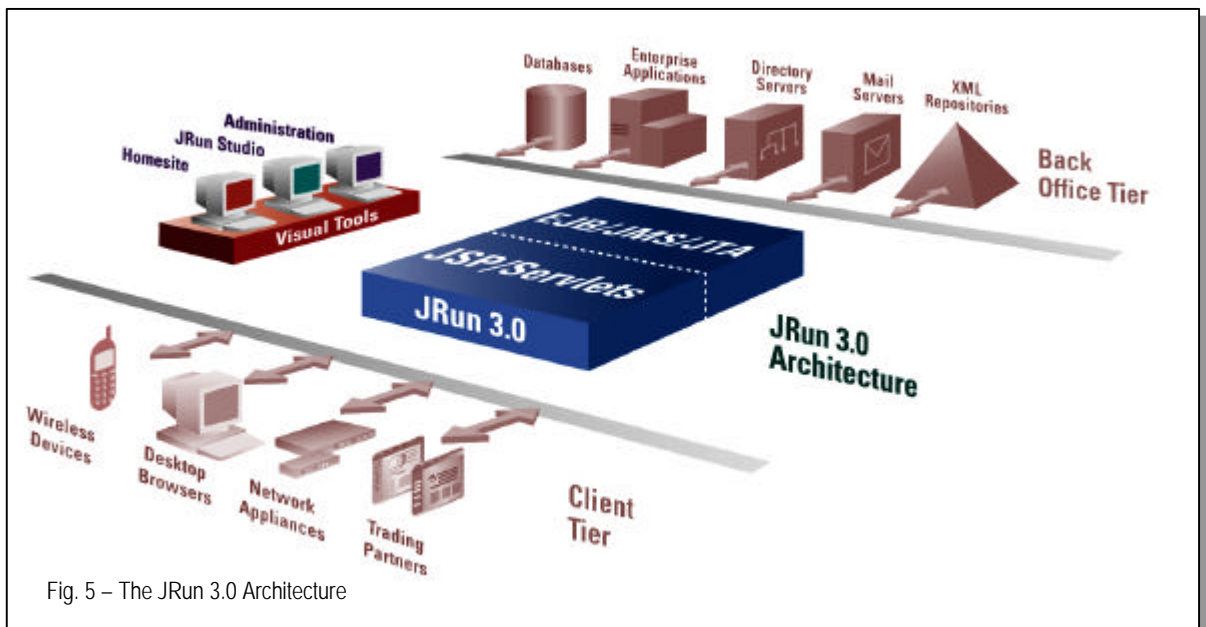 Databases
Enterprise
Applications
Directory
Servers
Mail
Servers
XML
Repositories
Back
Office Tier
Administration
JRun Studio
Homesite
Visual Tools
EJB/JMS/JTA
JSP/Servlets
JRun 3.0
JRun 3.0
Architecture
Wireless
Devices
Desktop
Browsers
Network
Appliances
Trading
Partners
Client
Tier
Fig. 5 – The JRun 3.0 Architecture